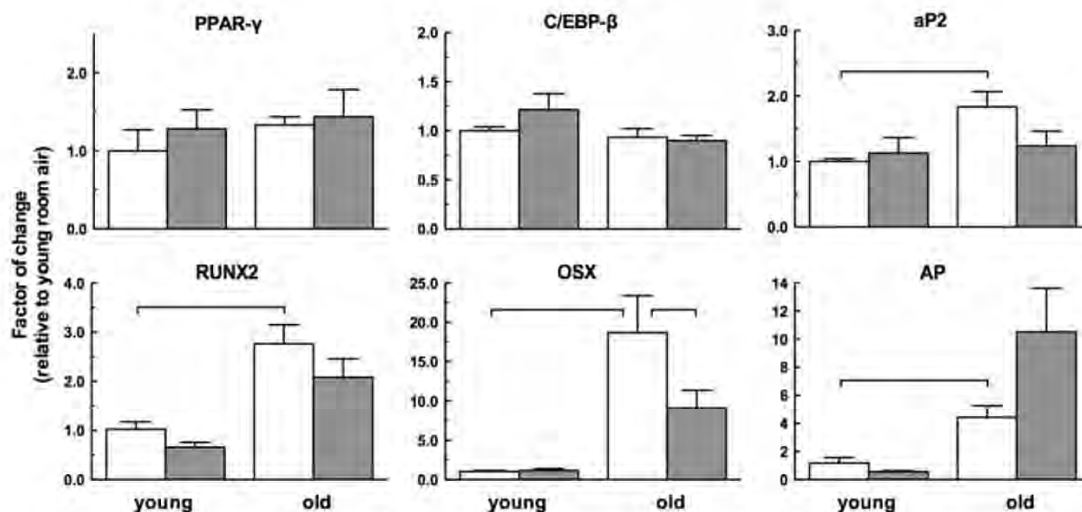 PPAR-γ
C/EBP-β
aP2
Factor of change
(relative to young room air)
2.0
1.0
0.0
2.0
1.5
1.0
0.5
0.0
3.0
2.0
1.0
0.0
RUNX2
OSX
AP
4.0
3.0
2.0
1.0
0.0
25.0
20.0
15.0
10.0
5.0
0.0
14
12
10
8
6
4
2
0
young old
young old
young old